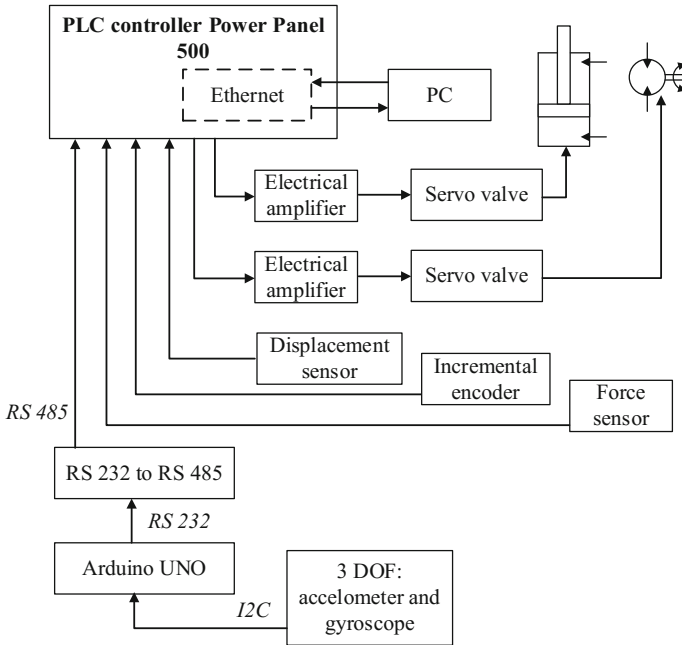 PLC controller Power Panel
500
Ethernet
PC
Electrical
amplifier
Servo valve
Electrical
amplifier
Servo valve
Displacement
sensor
Incremental
encoder
Force
sensor
RS 485
RS 232 to RS 485
RS 232
Arduino UNO
I2C
3 DOF:
accelometer and
gyroscope